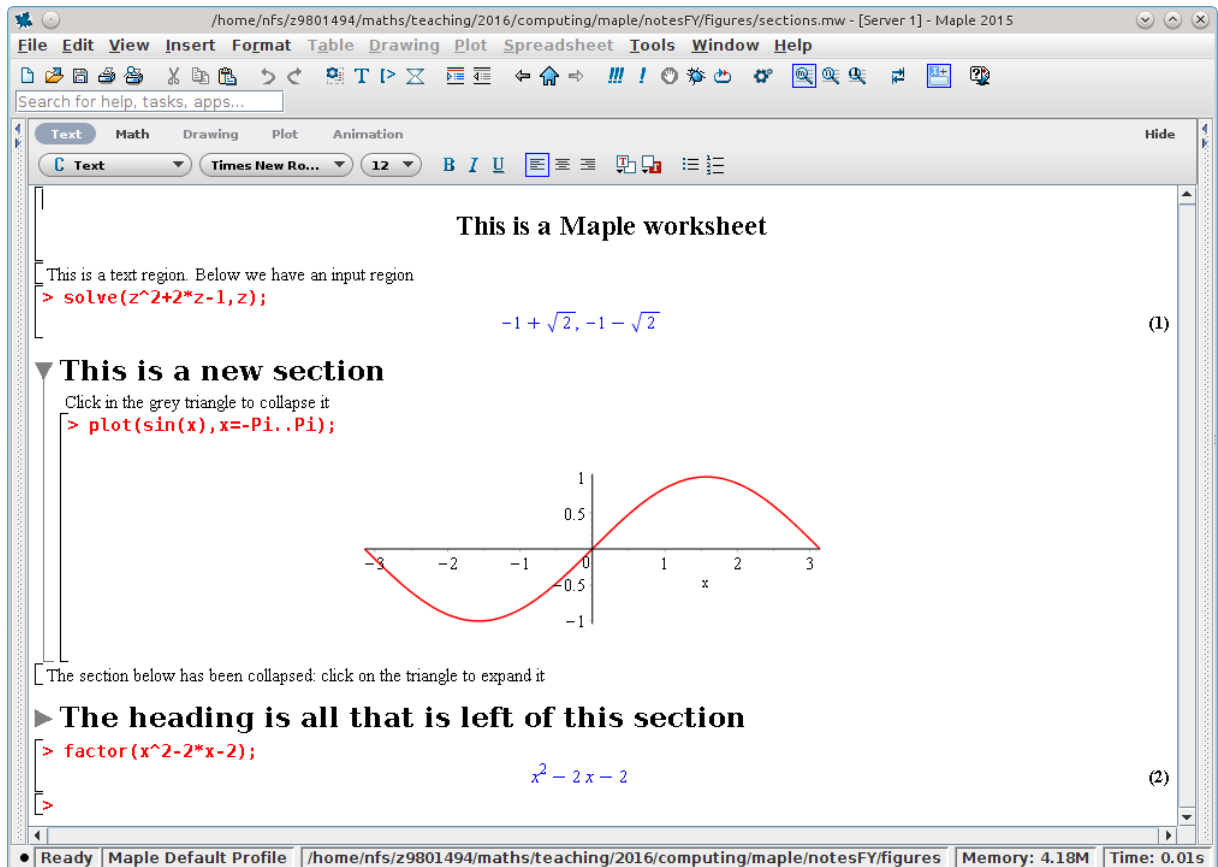 /home/nfs/z9801494/maths/teaching/2016/computing/maple/notesFY/figures/sections.mw - [Server 1] - Maple 2015
File Edit View Insert Format Table Drawing Plot Spreadsheet Tools Window Help
Search for help, tasks, apps...
Text Math Drawing Plot Animation Hide
C Text Times New Ro... 12 B I U
This is a Maple worksheet
This is a text region. Below we have an input region
> solve(z^2+2*z-1,z);
−1 + √2, −1 − √2 (1)
This is a new section
Click in the grey triangle to collapse it
> plot(sin(x),x=-Pi..Pi);
1
0.5
−3 −2 −1 0 1 2 3
−0.5 x
−1
The section below has been collapsed: click on the triangle to expand it
The heading is all that is left of this section
> factor(x^2-2*x-2);
x² − 2 x − 2 (2)
>
Ready Maple Default Profile /home/nfs/z9801494/maths/teaching/2016/computing/maple/notesFY/figures Memory: 4.18M Time: 0.01s